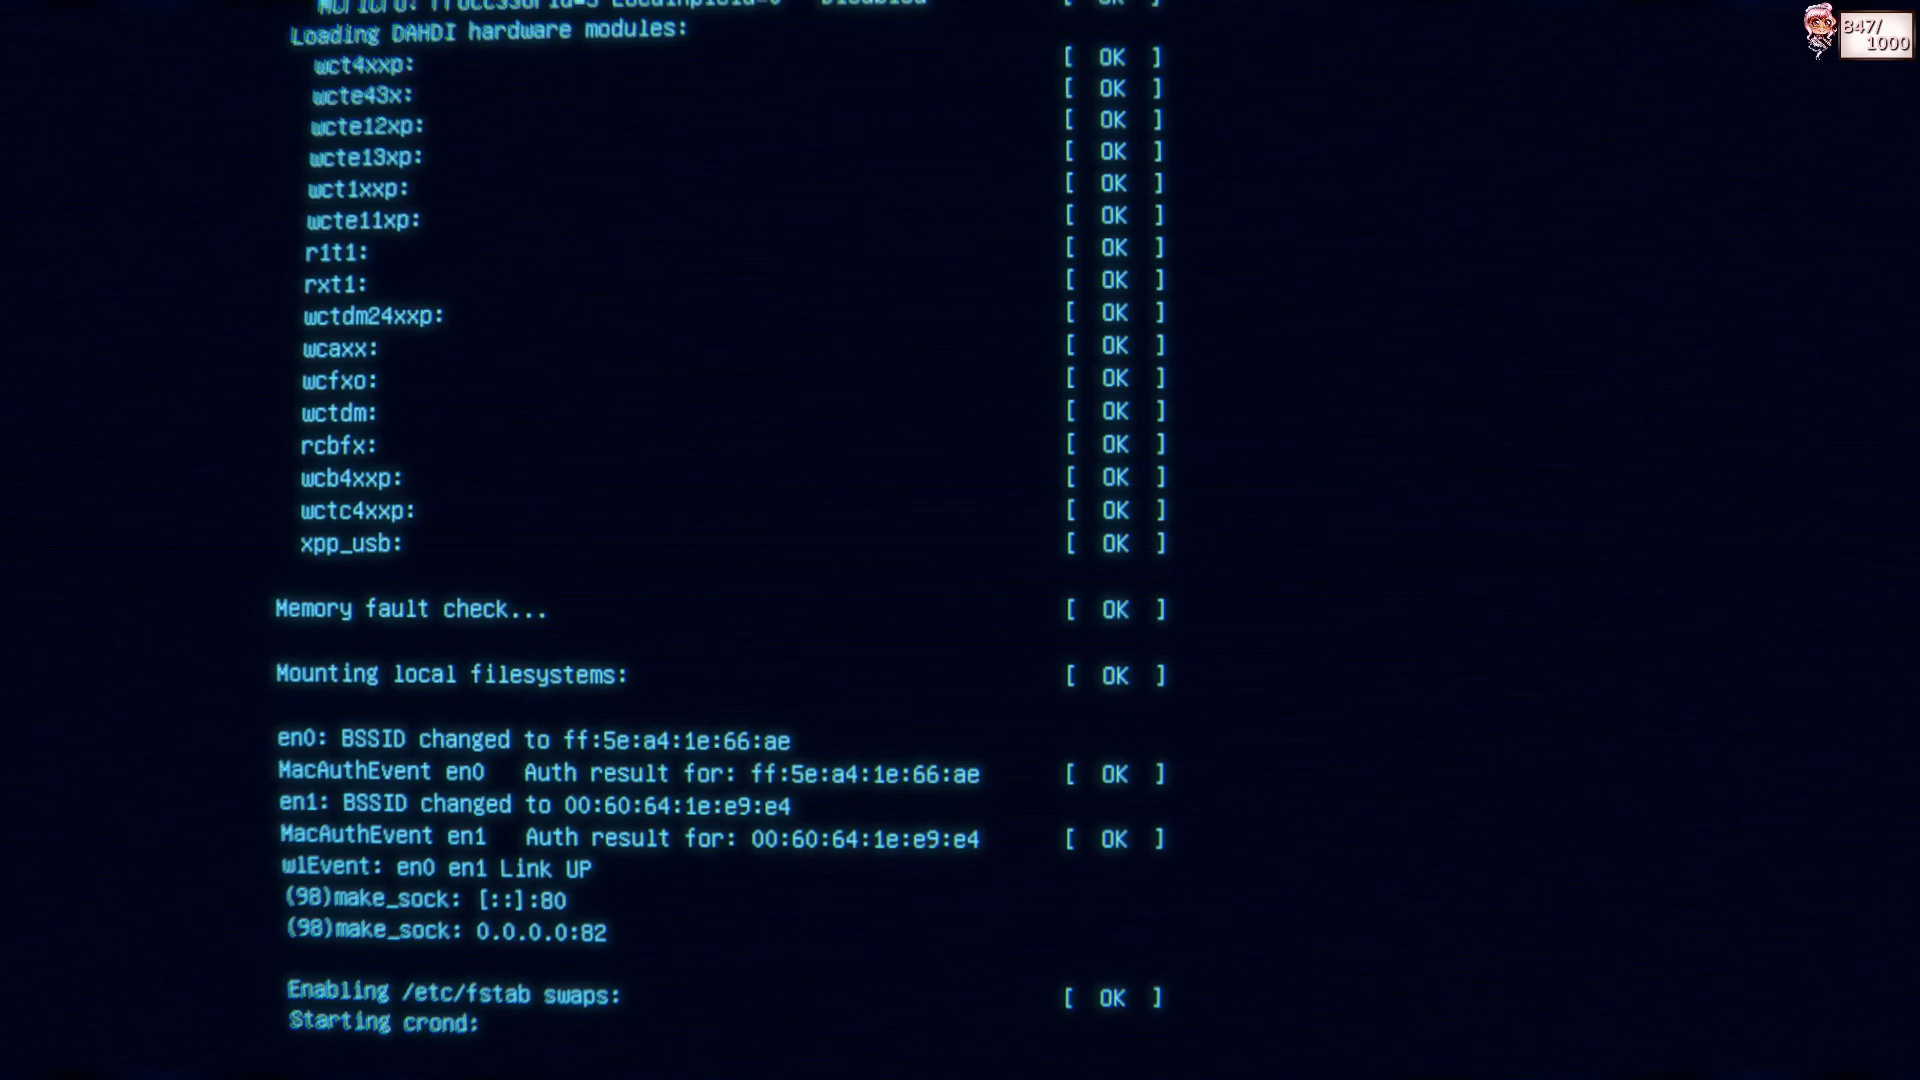 Loading DAHDI hardware modules:
wct4xxp: [ OK ]
wcte43x: [ OK ]
wcte12xp: [ OK ]
wcte13xp: [ OK ]
wct1xxp: [ OK ]
wcte11xp: [ OK ]
r1t1: [ OK ]
rxt1: [ OK ]
wctdm24xxp: [ OK ]
wcaxx: [ OK ]
wcfxo: [ OK ]
wctdm: [ OK ]
rcbfx: [ OK ]
wcb4xxp: [ OK ]
wctc4xxp: [ OK ]
xpp_usb: [ OK ]
Memory fault check... [ OK ]
Mounting local filesystems: [ OK ]
en0: BSSID changed to ff:5e:a4:1e:66:ae
MacAuthEvent en0 Auth result for: ff:5e:a4:1e:66:ae [ OK ]
en1: BSSID changed to 00:60:64:1e:e9:e4
MacAuthEvent en1 Auth result for: 00:60:64:1e:e9:e4 [ OK ]
wlEvent: en0 en1 Link UP
(98)make_sock: [::]:80
(98)make_sock: 0.0.0.0:82
Enabling /etc/fstab swaps: [ OK ]
Starting crond:
847/
1000